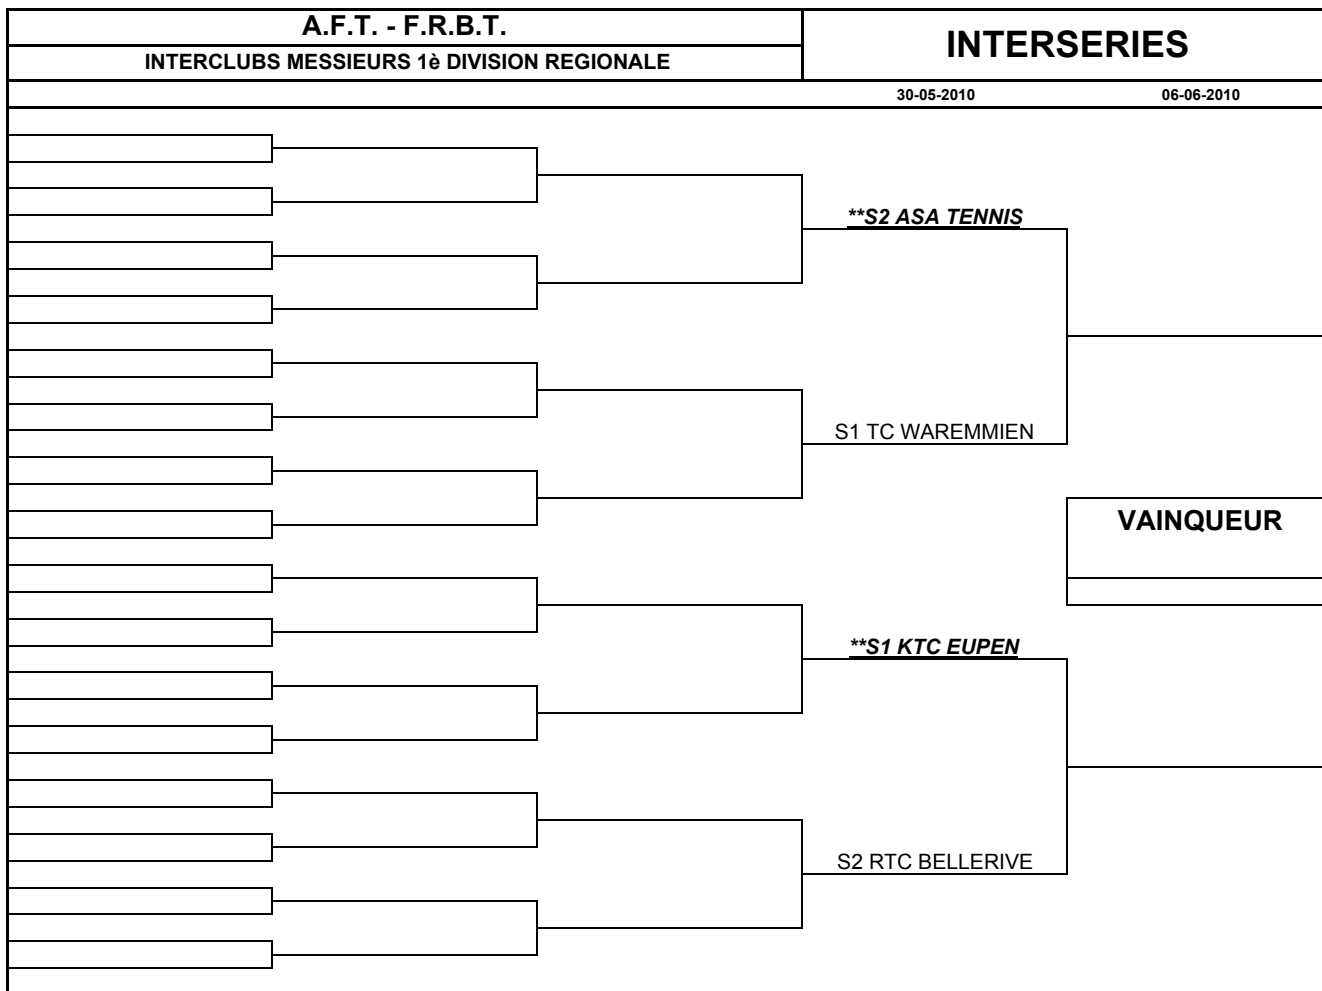 A.F.T. - F.R.B.T.
INTERCLUBS MESSIEURS 1è DIVISION REGIONALE
INTERSERIES
30-05-2010
06-06-2010
**S2 ASA TENNIS
S1 TC WAREMMIEN
VAINQUEUR
**S1 KTC EUPEN
S2 RTC BELLERIVE